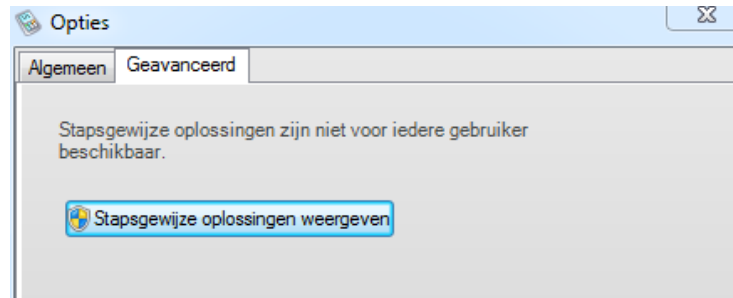 Opties
Algemeen Geavanceerd
Stapsgewijze oplossingen zijn niet voor iedere gebruiker
beschikbaar.
Stapsgewijze oplossingen weergeven